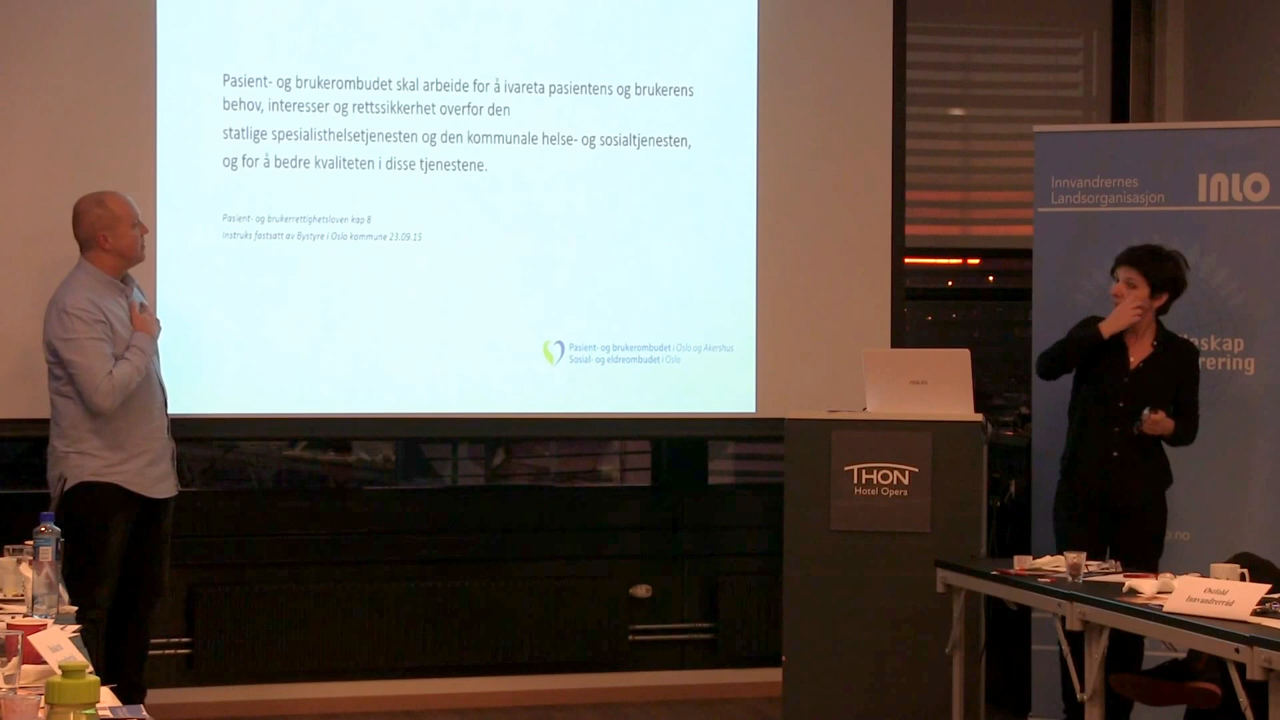 Pasient- og brukerombudet skal arbeide for å ivareta pasientens og brukerens
behov, interesser og rettssikkerhet overfor den
statlige spesialisthelsetjenesten og den kommunale helse- og sosialtjenesten,
og for å bedre kvaliteten i disse tjenestene.
Pasient- og brukerrettighetsloven kap 8
Instruks fastsatt av Bystyre i Oslo kommune 23.09.15
Pasient- og brukerombudet i Oslo og Akershus
Sosial- og eldreombudet i Oslo
Innvandrernes
Landsorganisasjon
INLO
THON
Hotel Opera
Østfold
Innvandrerråd